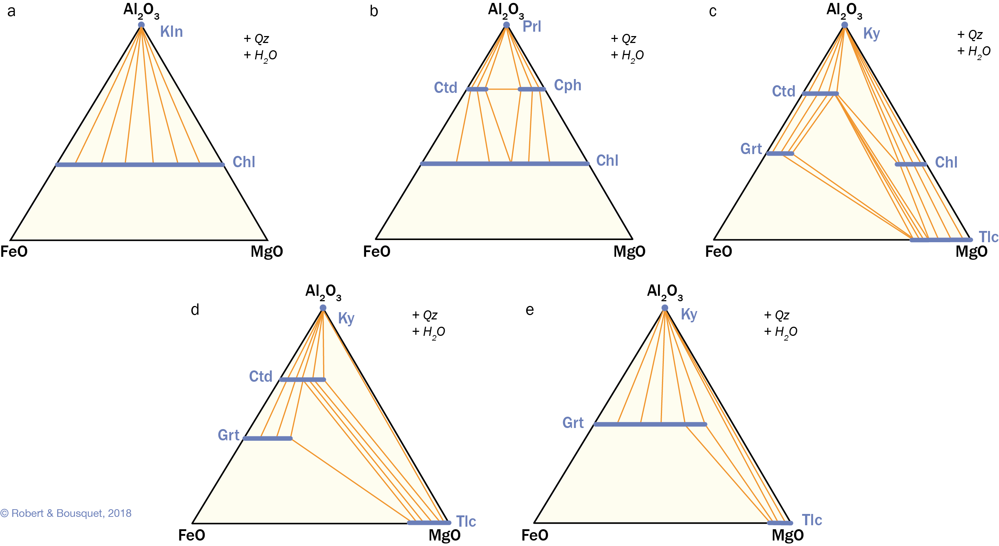 a
Al₂O₃
Kln
+ Qz
+ H₂O
Chl
FeO
MgO
b
Al₂O₃
Prl
+ Qz
+ H₂O
Ctd
Cph
Chl
FeO
MgO
c
Al₂O₃
Ky
+ Qz
+ H₂O
Ctd
Grt
Chl
Tlc
FeO
MgO
d
Al₂O₃
Ky
+ Qz
+ H₂O
Ctd
Grt
Tlc
FeO
MgO
e
Al₂O₃
Ky
+ Qz
+ H₂O
Grt
Tlc
FeO
MgO
© Robert & Bousquet, 2018